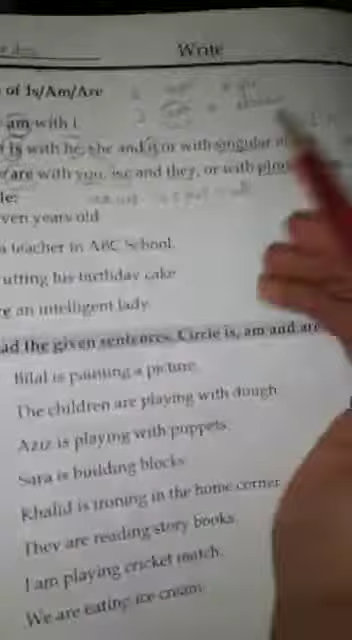 Write
of Is/Am/Are
am with i.
is with he, she and it or with singular
are with you, we and they, or with
le:
ven years old
a teacher in ABC School.
utting his birthday cake
re an intelligent lady.
ad the given sentences. Circle is, am and are
Bilal is painting a picture.
The children are playing with dough.
Aziz is playing with puppets.
Sara is building blocks.
Khalid is ironing in the home corner.
They are reading story books.
I am playing cricket match.
We are eating ice cream.